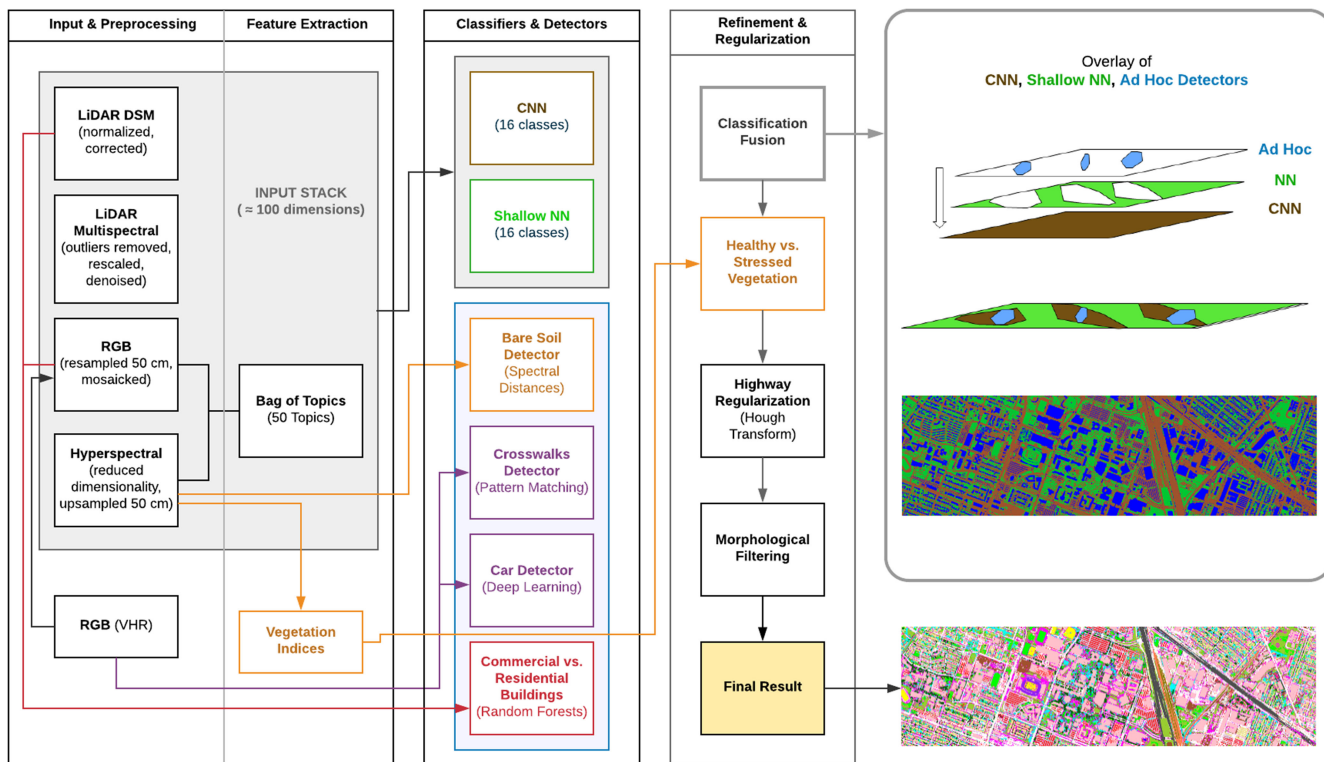 Input & Preprocessing
Feature Extraction
LiDAR DSM
(normalized,
corrected)
LiDAR
Multispectral
(outliers removed,
rescaled,
denoised)
RGB
(resampled 50 cm,
mosaicked)
Hyperspectral
(reduced
dimensionality,
upsampled 50 cm)
RGB (VHR)
INPUT STACK
( ≈ 100 dimensions)
Bag of Topics
(50 Topics)
Vegetation
Indices
Classifiers & Detectors
CNN
(16 classes)
Shallow NN
(16 classes)
Bare Soil
Detector
(Spectral
Distances)
Crosswalks
Detector
(Pattern Matching)
Car Detector
(Deep Learning)
Commercial vs.
Residential
Buildings
(Random Forests)
Refinement &
Regularization
Classification
Fusion
Healthy vs.
Stressed
Vegetation
Highway
Regularization
(Hough
Transform)
Morphological
Filtering
Final Result
Overlay of
CNN, Shallow NN, Ad Hoc Detectors
Ad Hoc
NN
CNN